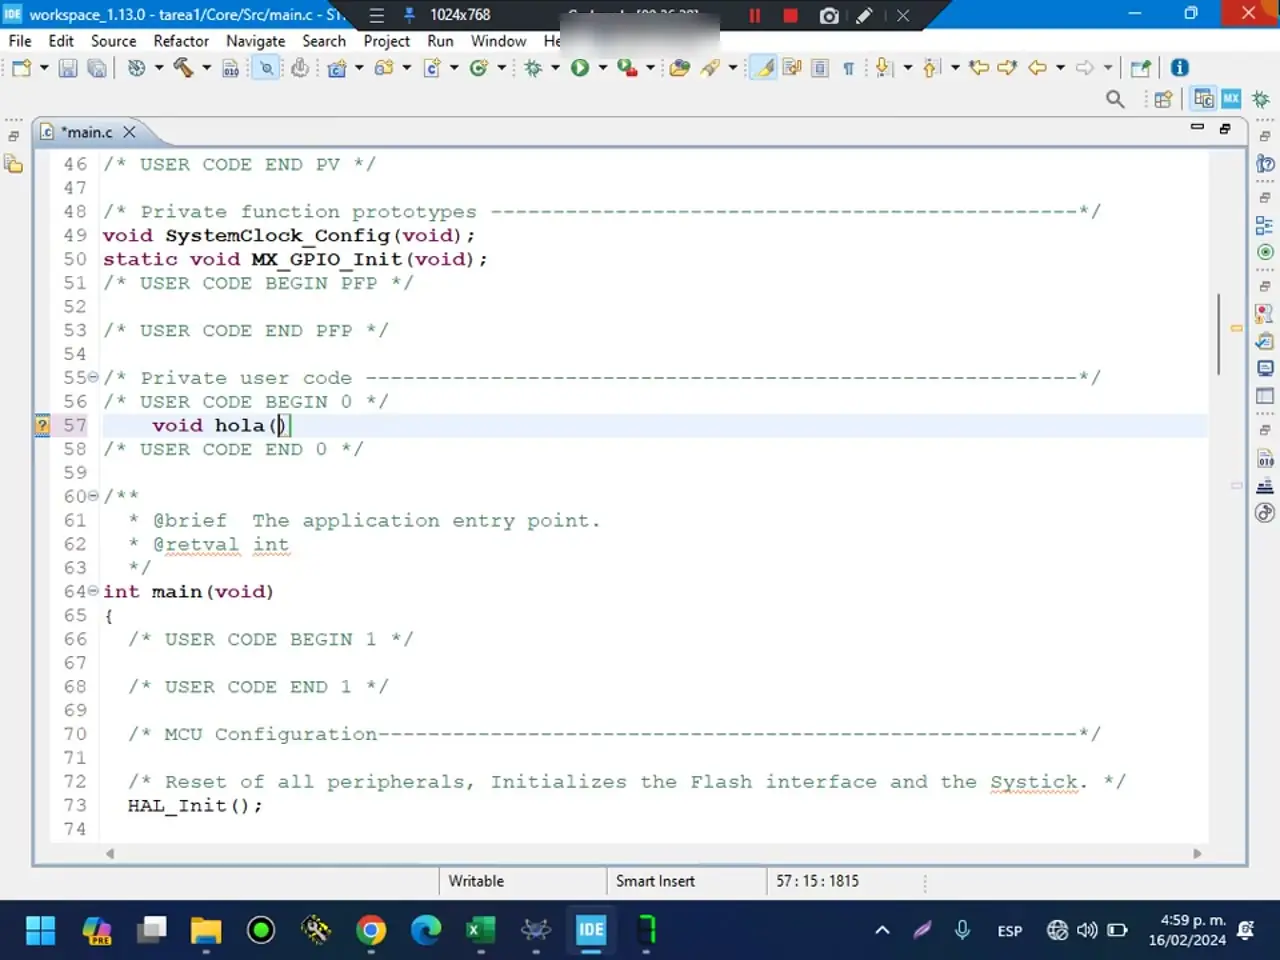 IDE workspace_1.13.0 - tarea1/Core/Src/main.c - ST
1024x768
File Edit Source Refactor Navigate Search Project Run Window He
MX
*main.c
46 /* USER CODE END PV */
47
48 /* Private function prototypes -----------------------------------------------*/
49 void SystemClock_Config(void);
50 static void MX_GPIO_Init(void);
51 /* USER CODE BEGIN PFP */
52
53 /* USER CODE END PFP */
54
55 /* Private user code ---------------------------------------------------------*/
56 /* USER CODE BEGIN 0 */
57 void hola()
58 /* USER CODE END 0 */
59
60 /**
61 * @brief  The application entry point.
62 * @retval int
63 */
64 int main(void)
65 {
66 /* USER CODE BEGIN 1 */
67
68 /* USER CODE END 1 */
69
70 /* MCU Configuration--------------------------------------------------------*/
71
72 /* Reset of all peripherals, Initializes the Flash interface and the Systick. */
73 HAL_Init();
74
Writable Smart Insert 57 : 15 : 1815
PRE IDE ESP 4:59 p. m.
16/02/2024